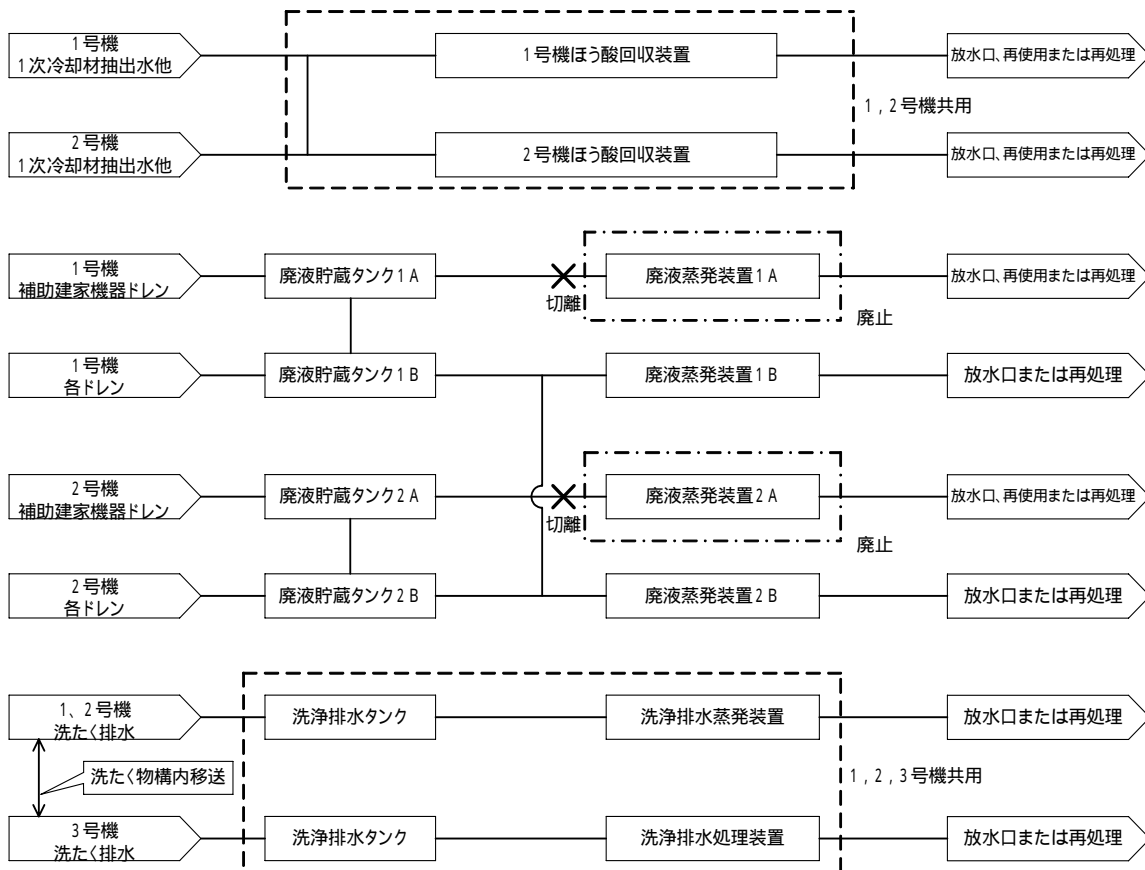 1号機
1次冷却材抽出水他
1号機ほう酸回収装置
放水口、再使用または再処理
1，2号機共用
2号機
1次冷却材抽出水他
2号機ほう酸回収装置
放水口、再使用または再処理
1号機
補助建家機器ドレン
廃液貯蔵タンク1A
切離
廃液蒸発装置1A
放水口、再使用または再処理
廃止
1号機
各ドレン
廃液貯蔵タンク1B
廃液蒸発装置1B
放水口または再処理
2号機
補助建家機器ドレン
廃液貯蔵タンク2A
切離
廃液蒸発装置2A
放水口、再使用または再処理
廃止
2号機
各ドレン
廃液貯蔵タンク2B
廃液蒸発装置2B
放水口または再処理
1、2号機
洗たく排水
洗浄排水タンク
洗浄排水蒸発装置
放水口または再処理
洗たく物構内移送
1，2，3号機共用
3号機
洗たく排水
洗浄排水タンク
洗浄排水処理装置
放水口または再処理